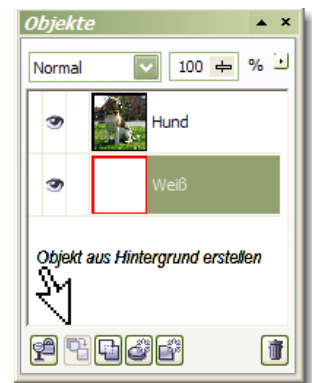 Objekte
Normal 100 %
Hund
Weiß
Objekt aus Hintergrund erstellen